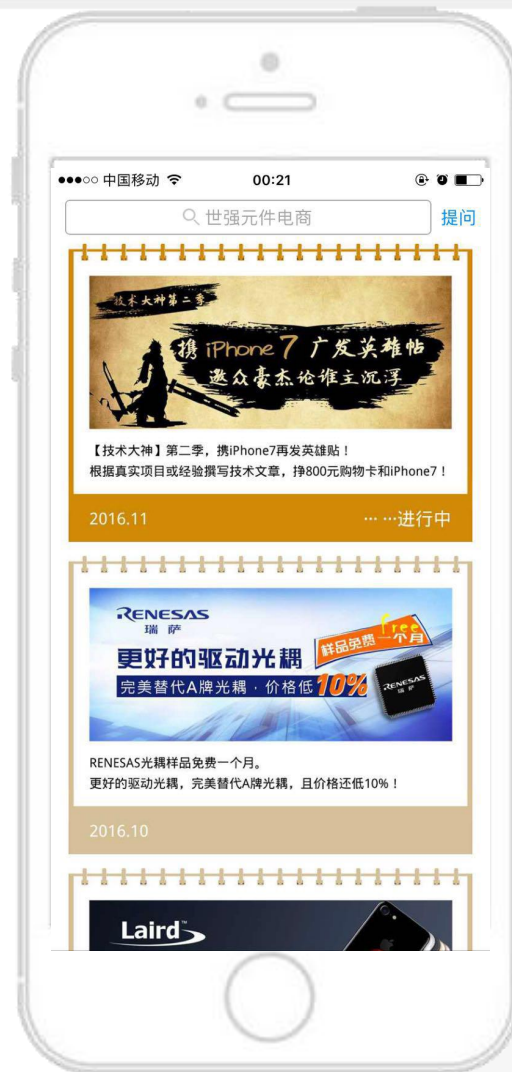 中国移动
00:21
世强元件电商
提问
技术大神第二季
携 iPhone 7 广发英雄帖
邀众豪杰论谁主沉浮
【技术大神】第二季，携iPhone7再发英雄贴！
根据真实项目或经验撰写技术文章，挣800元购物卡和iPhone7！
2016.11
… …进行中
RENESAS
瑞萨
free
样品免费一个月
更好的驱动光耦
完美替代A牌光耦·价格低10%
RENESAS
瑞萨
RENESAS光耦样品免费一个月。
更好的驱动光耦，完美替代A牌光耦，且价格还低10%！
2016.10
Laird™